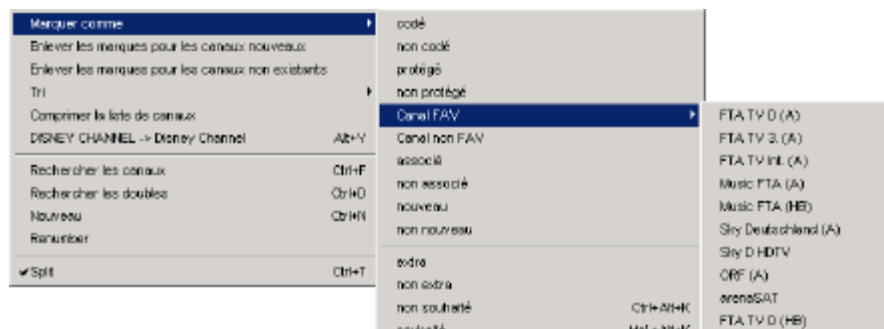 Marquer comme
Enlever les marques pour les canaux nouveaux
Enlever les marques pour les canaux non existants
Tri
Comprimer la liste de canaux
DISNEY CHANNEL -> Disney Channel Alt+Y
Rechercher les canaux Ctrl+F
Rechercher les doubles Ctrl+D
Nouveau Ctrl+N
Renumber
Split Ctrl+T
codé
non codé
protégé
non protégé
Canal FAV
Canal non FAV
associé
non associé
nouveau
non nouveau
extra
non extra
non souhaité Ctrl+Alt+K
souhaité
FTA TV D (A)
FTA TV 3. (A)
FTA TV int. (A)
Music FTA (A)
Music FTA (HB)
Sky Deutschland (A)
Sky D HDTV
ORF (A)
arenaSAT
FTA TV D (HB)